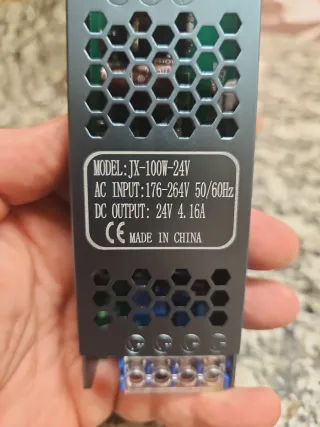 MODEL:JX-100W-24V
AC INPUT:176-264V 50/60Hz
DC OUTPUT: 24V 4.16A
CE MADE IN CHINA